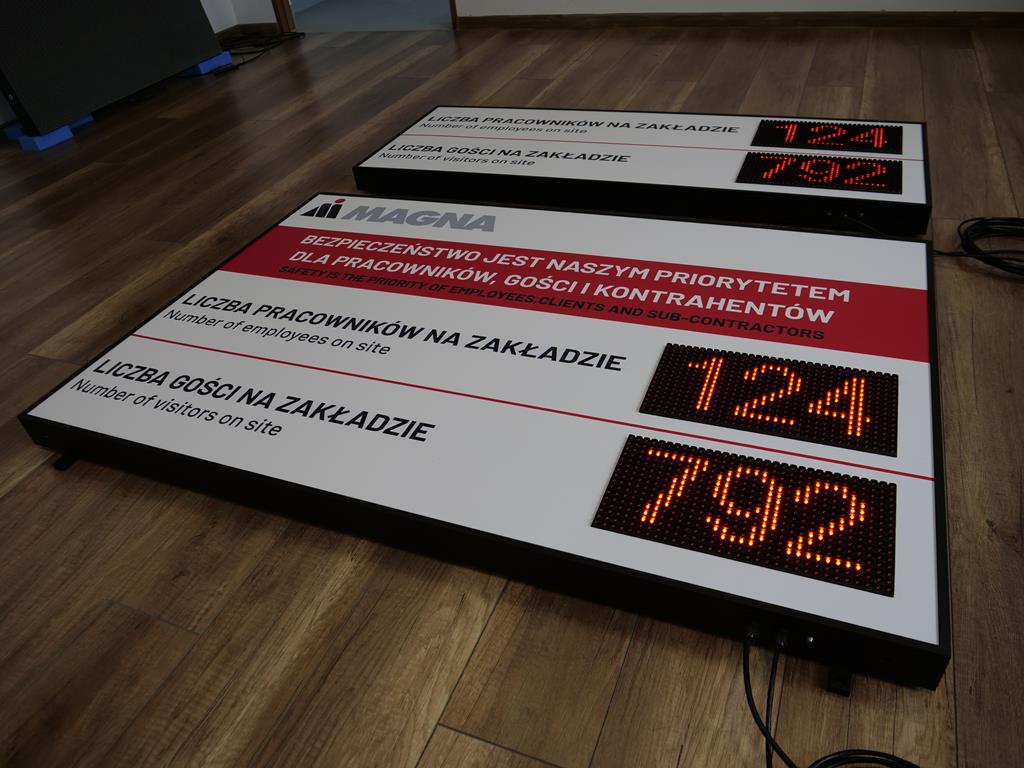 LICZBA PRACOWNIKÓW NA ZAKŁADZIE 124
Number of employees on site
LICZBA GOŚCI NA ZAKŁADZIE 792
Number of visitors on site
MAGNA
BEZPIECZEŃSTWO JEST NASZYM PRIORYTETEM
DLA PRACOWNIKÓW, GOŚCI I KONTRAHENTÓW
SAFETY IS THE PRIORITY OF EMPLOYEES,CLIENTS AND SUB-CONTRACTORS
LICZBA PRACOWNIKÓW NA ZAKŁADZIE 124
Number of employees on site
LICZBA GOŚCI NA ZAKŁADZIE 792
Number of visitors on site